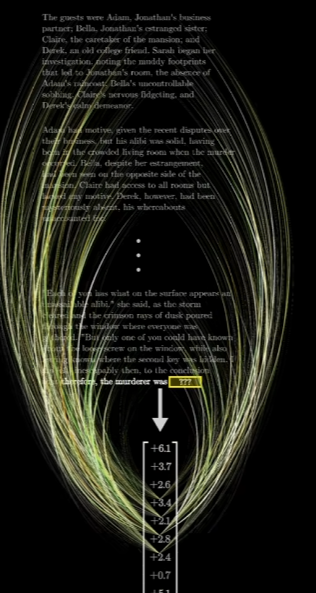 The guests were Adam, Jonathan's business
partner; Bella, Jonathan's estranged sister;
Claire, the caretaker of the mansion; and
Derek, an old college friend. Sarah began her
investigation, noting the muddy footprints
that led to Jonathan's room, the absence of
Adam's raincoat, Bella's uncontrollable
sobbing, Claire's nervous fidgeting, and
Derek's calm demeanor.
Adam had motive, given the recent disputes over
their business, but his alibi was solid, having
been in the crowded living room when the murder
occurred. Bella, despite her estrangement,
had been seen on the opposite side of the
mansion. Claire had access to all rooms but
lacked any motive. Derek, however, had been
mysteriously absent, his whereabouts
unaccounted for.
"Each of you has what on the surface appears an
alibi," she said, as the storm
and the crimson rays of dusk poured
through the window where everyone was
"But only one of you could have known
the loose screw on the window, while also
known where the second key was hidden. I
inescapably then, to the conclusion
therefore, the murderer was ???
+6.1
+3.7
+2.6
+3.4
+2.1
+2.8
+2.4
+0.7